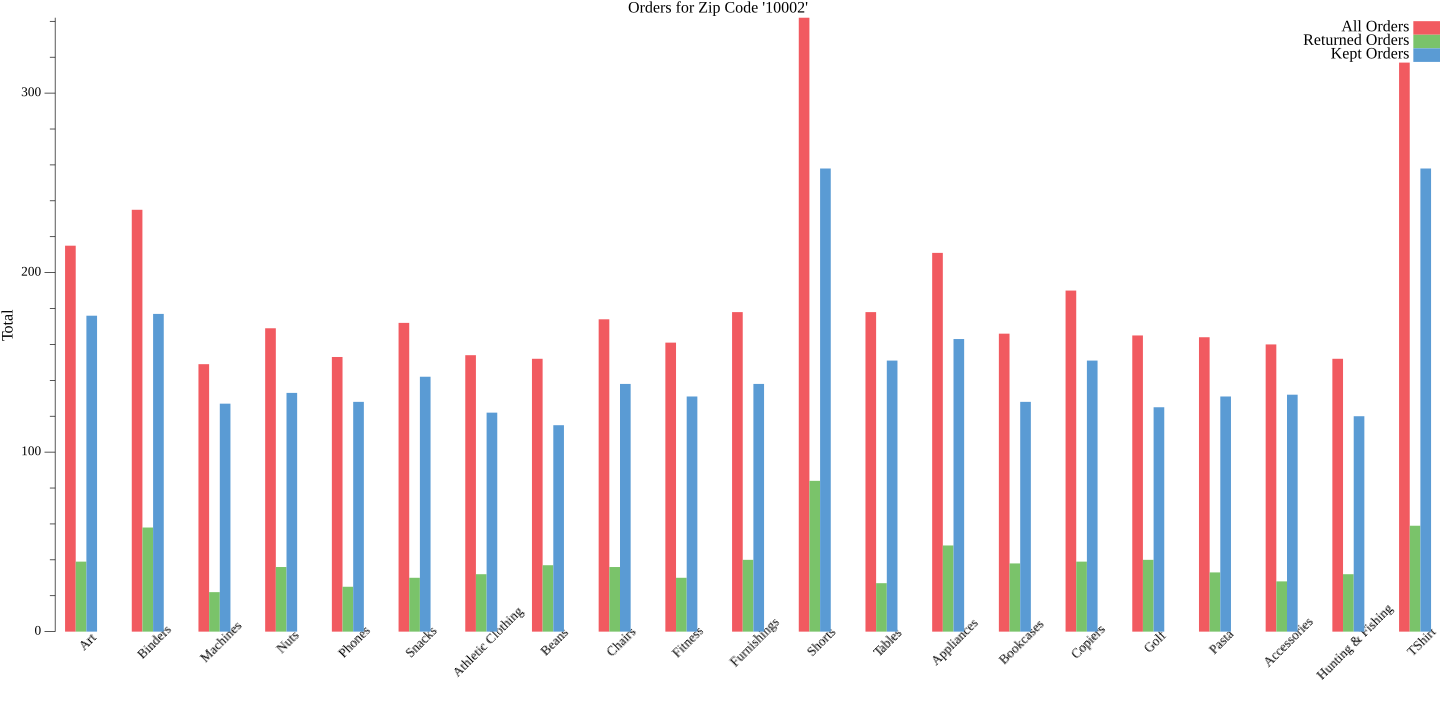 Orders for Zip Code '10002'
All Orders
Returned Orders
Kept Orders
300
200
100
0
Total
Art
Binders
Machines
Nuts
Phones
Snacks
Athletic Clothing
Beans
Chairs
Fitness
Furnishings
Shorts
Tables
Appliances
Bookcases
Copiers
Golf
Pasta
Accessories
Hunting & Fishing
TShirt